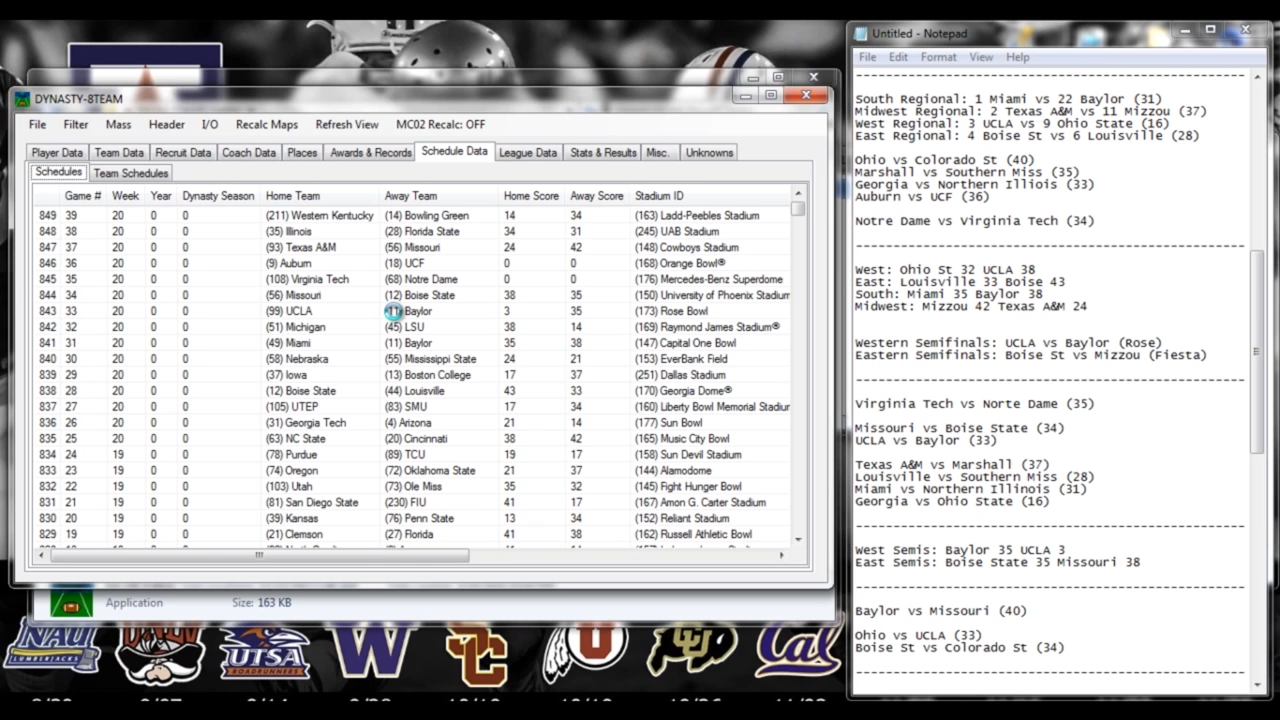 DYNASTY-8TEAM
File Filter Mass Header I/O Recalc Maps Refresh View MC02 Recalc: OFF
Player Data Team Data Recruit Data Coach Data Places Awards & Records Schedule Data League Data Stats & Results Misc. Unknowns
Schedules Team Schedules
Game # Week Year Dynasty Season Home Team Away Team Home Score Away Score Stadium ID
849 39 20 0 0 (211) Western Kentucky (14) Bowling Green 14 34 (163) Ladd-Peebles Stadium
848 38 20 0 0 (35) Illinois (28) Florida State 34 31 (245) UAB Stadium
847 37 20 0 0 (93) Texas A&M (56) Missouri 24 42 (148) Cowboys Stadium
846 36 20 0 0 (9) Auburn (18) UCF 0 0 (168) Orange Bowl®
845 35 20 0 0 (108) Virginia Tech (68) Notre Dame 0 0 (176) Mercedes-Benz Superdome
844 34 20 0 0 (56) Missouri (12) Boise State 38 35 (150) University of Phoenix Stadium
843 33 20 0 0 (99) UCLA (11) Baylor 3 35 (173) Rose Bowl
842 32 20 0 0 (51) Michigan (45) LSU 38 14 (169) Raymond James Stadium®
841 31 20 0 0 (49) Miami (11) Baylor 35 38 (147) Capital One Bowl
840 30 20 0 0 (58) Nebraska (55) Mississippi State 24 21 (153) EverBank Field
839 29 20 0 0 (37) Iowa (13) Boston College 17 37 (251) Dallas Stadium
838 28 20 0 0 (12) Boise State (44) Louisville 43 33 (170) Georgia Dome®
837 27 20 0 0 (105) UTEP (83) SMU 17 34 (160) Liberty Bowl Memorial Stadiur
836 26 20 0 0 (31) Georgia Tech (4) Arizona 21 14 (177) Sun Bowl
835 25 20 0 0 (63) NC State (20) Cincinnati 38 42 (165) Music City Bowl
834 24 19 0 0 (78) Purdue (89) TCU 19 17 (158) Sun Devil Stadium
833 23 19 0 0 (74) Oregon (72) Oklahoma State 21 37 (144) Alamodome
832 22 19 0 0 (103) Utah (73) Ole Miss 35 32 (145) Fight Hunger Bowl
831 21 19 0 0 (81) San Diego State (230) FIU 41 17 (167) Amon G. Carter Stadium
830 20 19 0 0 (39) Kansas (76) Penn State 13 34 (152) Reliant Stadium
829 19 19 0 0 (21) Clemson (27) Florida 41 38 (162) Russell Athletic Bowl
Application Size: 163 KB
NAU LUMBERJACKS UNLV UTSA ROADRUNNERS W SC U CU Cal
Untitled - Notepad
File Edit Format View Help
----------------------------------------------------------------
South Regional: 1 Miami vs 22 Baylor (31)
Midwest Regional: 2 Texas A&M vs 11 Mizzou (37)
West Regional: 3 UCLA vs 9 Ohio State (16)
East Regional: 4 Boise St vs 6 Louisville (28)
Ohio vs Colorado St (40)
Marshall vs Southern Miss (35)
Georgia vs Northern Illiois (33)
Auburn vs UCF (36)
Notre Dame vs Virginia Tech (34)
----------------------------------------------------------------
West: Ohio St 32 UCLA 38
East: Louisville 33 Boise 43
South: Miami 35 Baylor 38
Midwest: Mizzou 42 Texas A&M 24
Western Semifinals: UCLA vs Baylor (Rose)
Eastern Semifinals: Boise St vs Mizzou (Fiesta)
----------------------------------------------------------------
Virginia Tech vs Norte Dame (35)
Missouri vs Boise State (34)
UCLA vs Baylor (33)
Texas A&M vs Marshall (37)
Louisville vs Southern Miss (28)
Miami vs Northern Illinois (31)
Georgia vs Ohio State (16)
----------------------------------------------------------------
West Semis: Baylor 35 UCLA 3
East Semis: Boise State 35 Missouri 38
----------------------------------------------------------------
Baylor vs Missouri (40)
Ohio vs UCLA (33)
Boise St vs Colorado St (34)
----------------------------------------------------------------